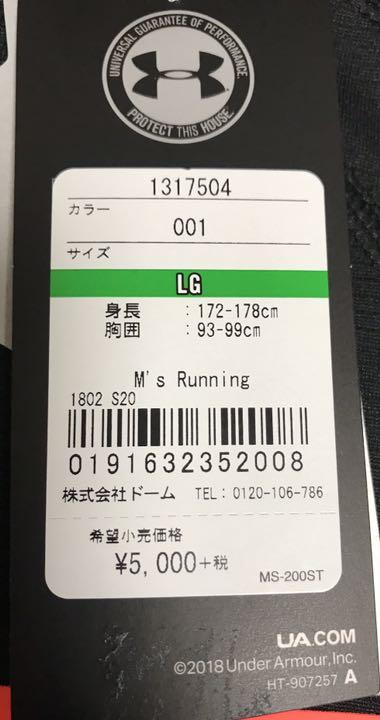 UNIVERSAL GUARANTEE OF PERFORMANCE.
PROTECT THIS HOUSE.
1317504
カラー
001
サイズ
LG
身長 : 172-178cm
胸囲 : 93-99cm
M's Running
1802 S20
0191632352008
株式会社ドーム TEL: 0120-106-786
希望小売価格
¥5,000+税
MS-200ST
UA.COM
©2018 Under Armour, Inc.
HT-907257 A